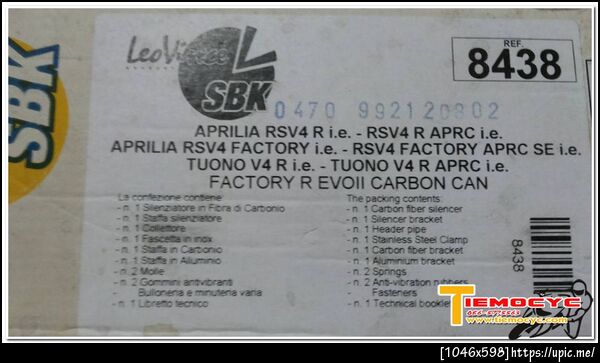 SBK
LeoVince
SBK
REF.
8438
0470 992120802
APRILIA RSV4 R i.e. - RSV4 R APRC i.e.
APRILIA RSV4 FACTORY i.e. - RSV4 FACTORY APRC SE i.e.
TUONO V4 R i.e. - TUONO V4 R APRC i.e.
FACTORY R EVOII CARBON CAN
La confezione contiene
- n. 1 Silenziatore in Fibra di Carbonio
- n. 1 Staffa silenziatore
- n. 1 Collettore
- n. 1 Fascetta in inox
- n. 1 Staffa in Carbonio
- n. 1 Staffa in Alluminio
- n. 2 Molle
- n. 2 Gommini antivibranti
- Bulloneria e minuteria varia
- n. 1 Libretto tecnico
The packing contents:
- n. 1 Carbon fiber silencer
- n. 1 Silencer bracket
- n. 1 Header pipe
- n. 1 Stainless Steel Clamp
- n. 1 Carbon fiber bracket
- n. 1 Aluminium bracket
- n. 2 Springs
- n. 2 Anti-vibration rubbers
Fasteners
- n. 1 Technical booklet
8438
TIEMOCYC
www.tiemocyc.com
[1046x598]https://upic.me/